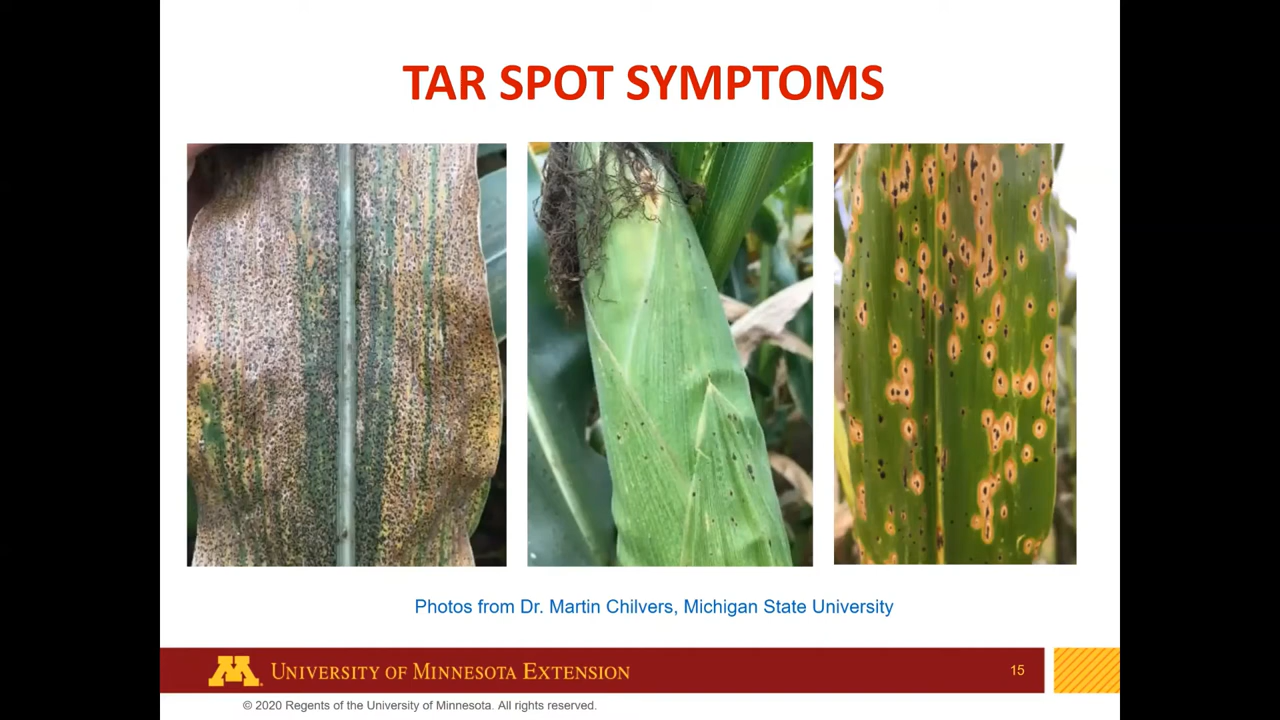 TAR SPOT SYMPTOMS
Photos from Dr. Martin Chilvers, Michigan State University
M
UNIVERSITY OF MINNESOTA EXTENSION
15
© 2020 Regents of the University of Minnesota. All rights reserved.